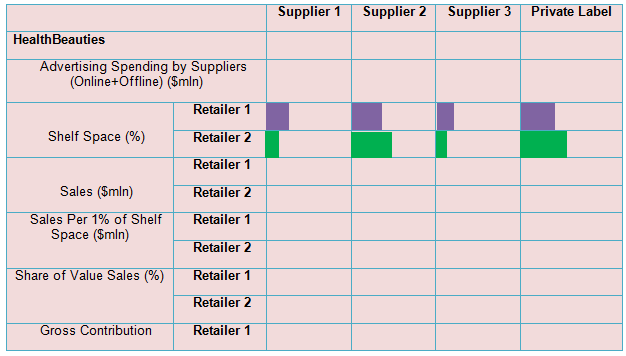 Supplier 1 Supplier 2 Supplier 3 Private Label
HealthBeauties
Advertising Spending by Suppliers
(Online+Offline) ($mln)
Retailer 1
Shelf Space (%)
Retailer 2
Retailer 1
Sales ($mln)
Retailer 2
Sales Per 1% of Shelf
Space ($mln)
Retailer 1
Retailer 2
Share of Value Sales (%)
Retailer 1
Retailer 2
Gross Contribution
Retailer 1